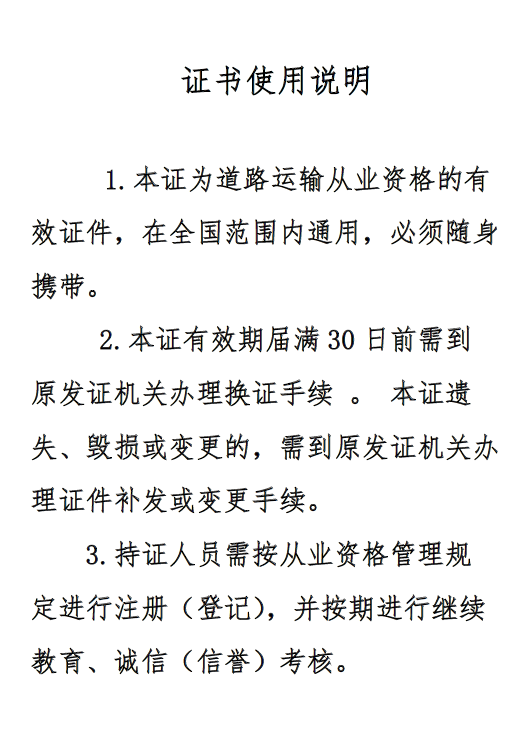 证书使用说明
1.本证为道路运输从业资格的有
效证件，在全国范围内通用，必须随身
携带。
2.本证有效期届满30日前需到
原发证机关办理换证手续 。 本证遗
失、毁损或变更的，需到原发证机关办
理证件补发或变更手续。
3.持证人员需按从业资格管理规
定进行注册（登记），并按期进行继续
教育、诚信（信誉）考核。